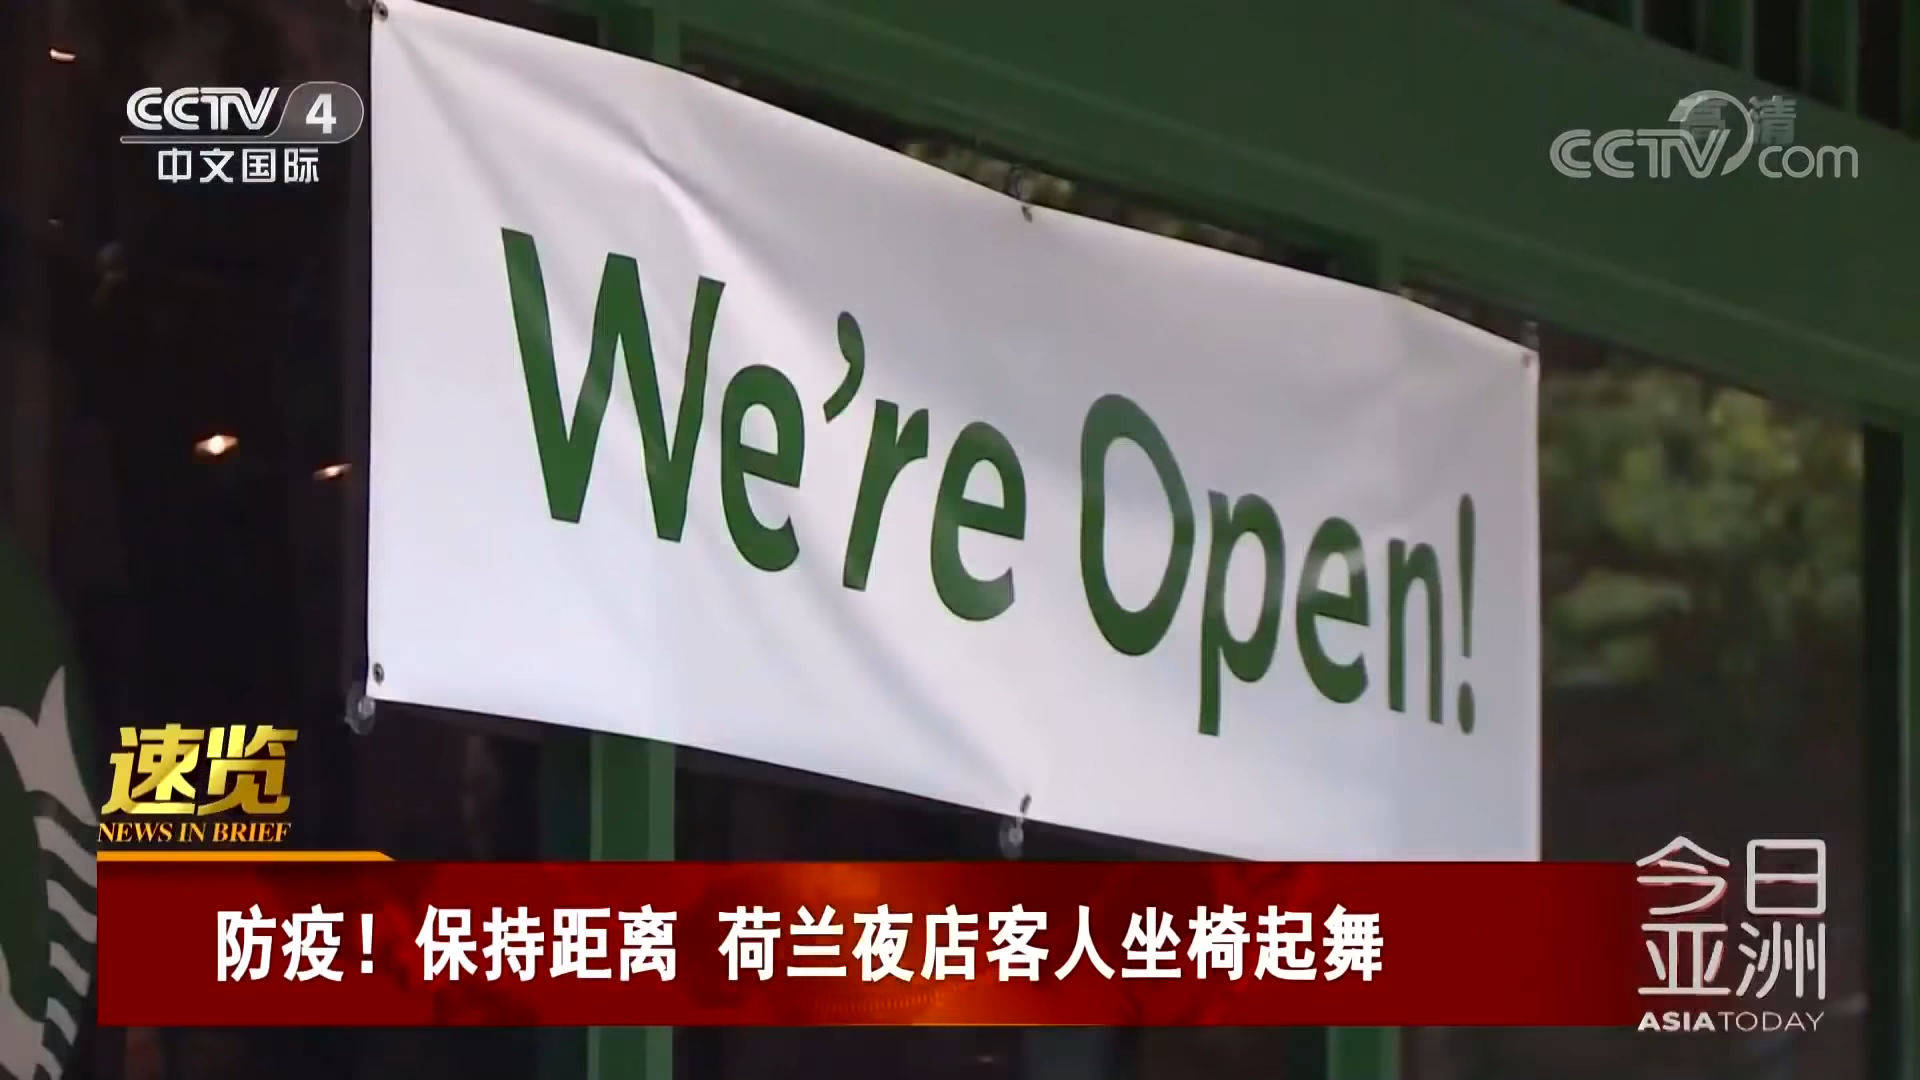 CCTV 4
中文国际
高清
CCTV com
We're Open!
速览
NEWS IN BRIEF
防疫！保持距离 荷兰夜店客人坐椅起舞
今日
亚洲
ASIA TODAY